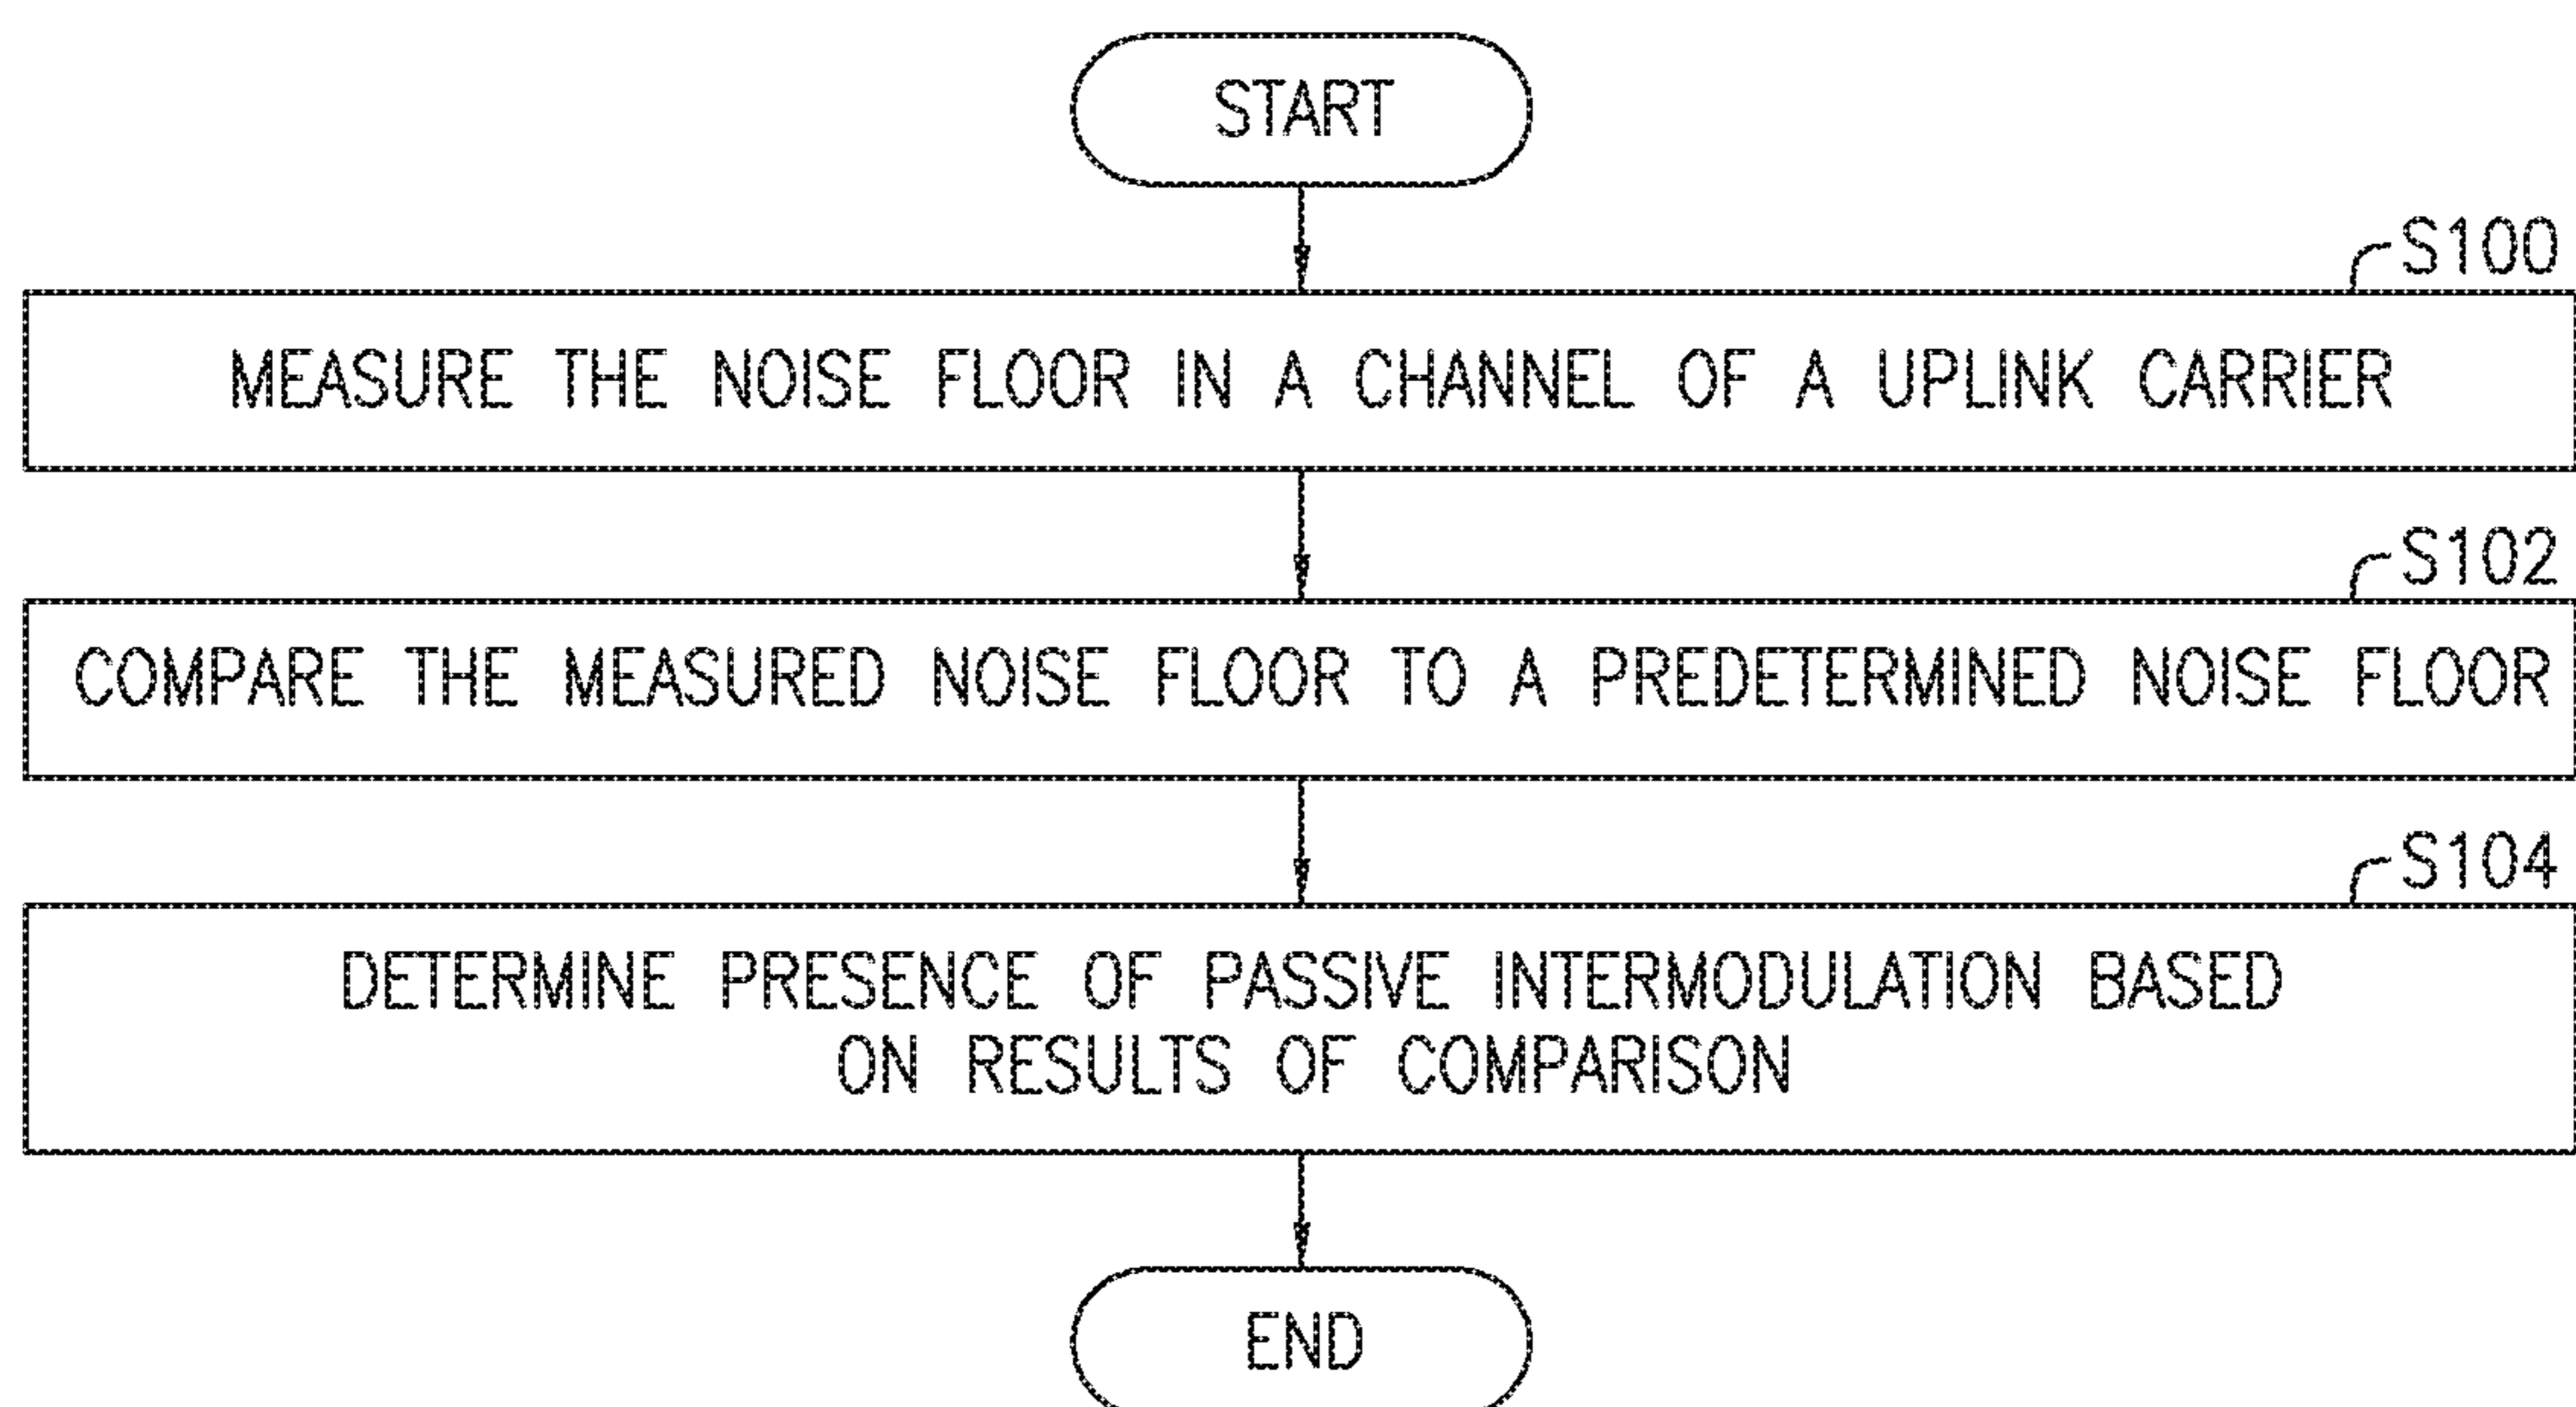 START
S100
MEASURE THE NOISE FLOOR IN A CHANNEL OF A UPLINK CARRIER
S102
COMPARE THE MEASURED NOISE FLOOR TO A PREDETERMINED NOISE FLOOR
S104
DETERMINE PRESENCE OF PASSIVE INTERMODULATION BASED
ON RESULTS OF COMPARISON
END